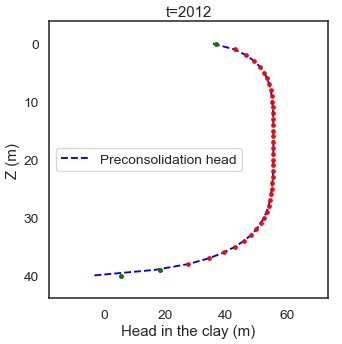 t=2012
0
10
20
30
40
Z (m)
Preconsolidation head
0 20 40 60
Head in the clay (m)